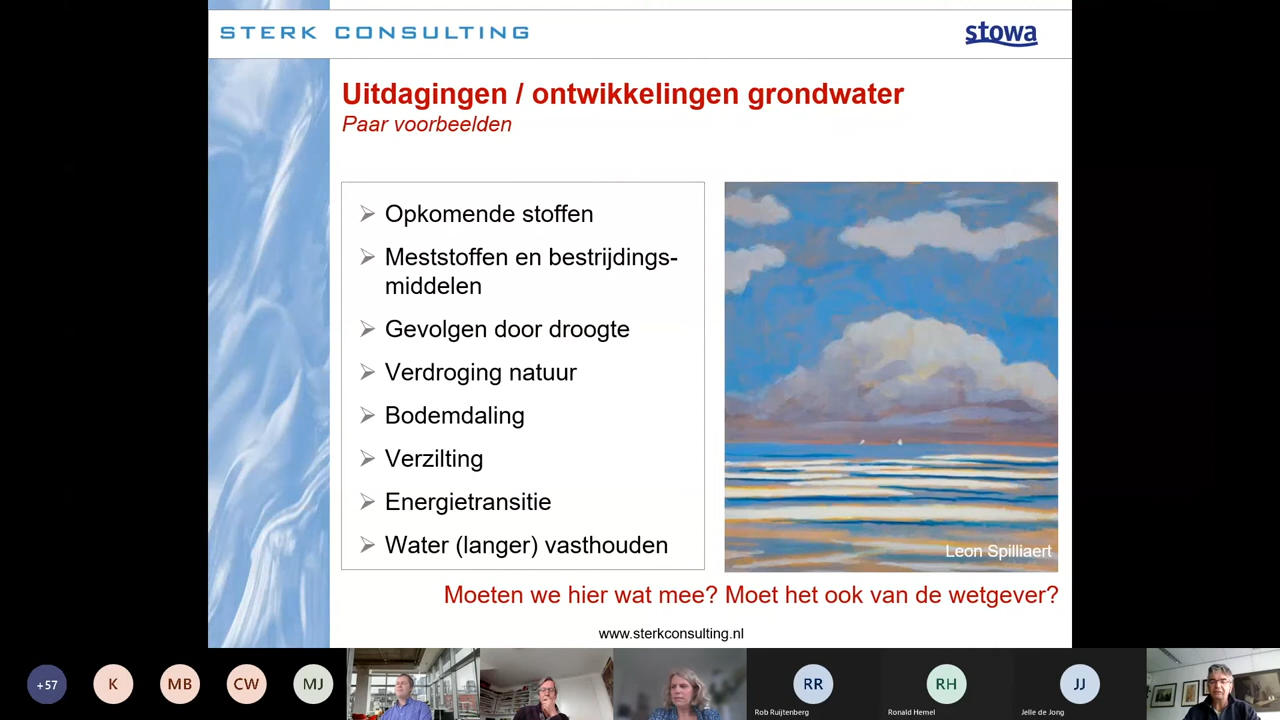 STERK CONSULTING
stowa
Uitdagingen / ontwikkelingen grondwater
Paar voorbeelden
Opkomende stoffen
Meststoffen en bestrijdings-
middelen
Gevolgen door droogte
Verdroging natuur
Bodemdaling
Verzilting
Energietransitie
Water (langer) vasthouden
Leon Spilliaert
Moeten we hier wat mee? Moet het ook van de wetgever?
www.sterkconsulting.nl
+57
K
MB
CW
MJ
RR
RH
JJ
Rob Ruijtenberg
Ronald Hemel
Jelle de Jong